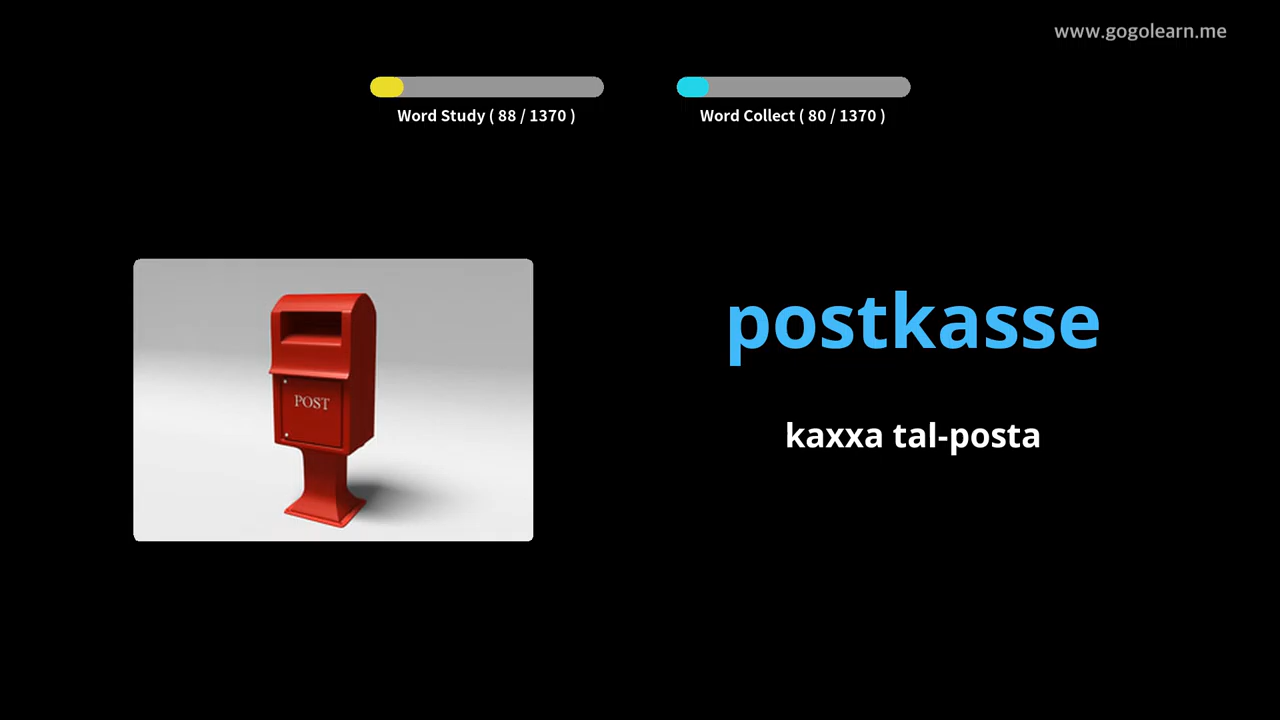 www.gogolearn.me
Word Study ( 88 / 1370 )
Word Collect ( 80 / 1370 )
POST
postkasse
kaxxa tal-posta